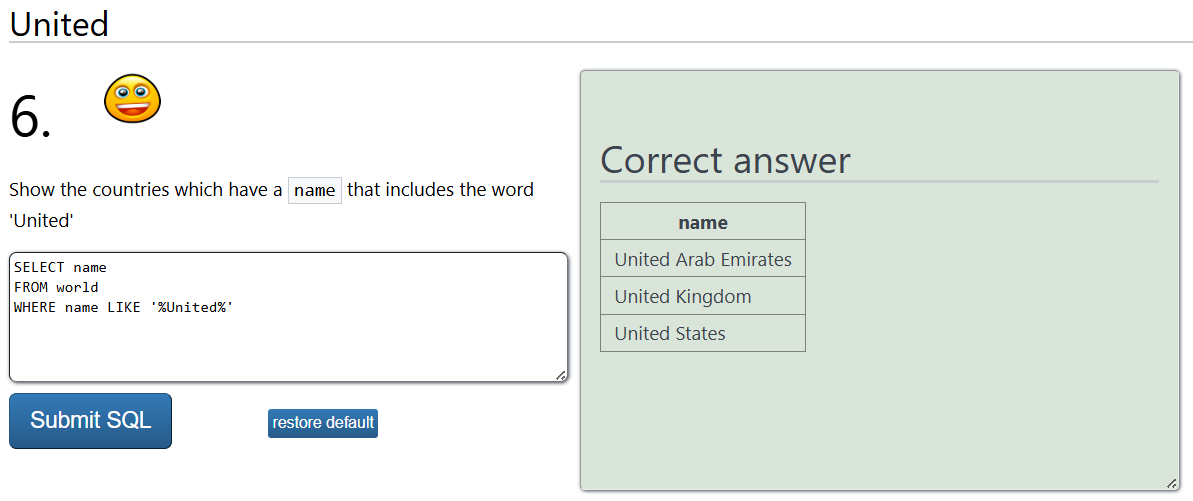 United
6.
Show the countries which have a name that includes the word
'United'
SELECT name
FROM world
WHERE name LIKE '%United%'
Submit SQL
restore default
Correct answer
name
United Arab Emirates
United Kingdom
United States